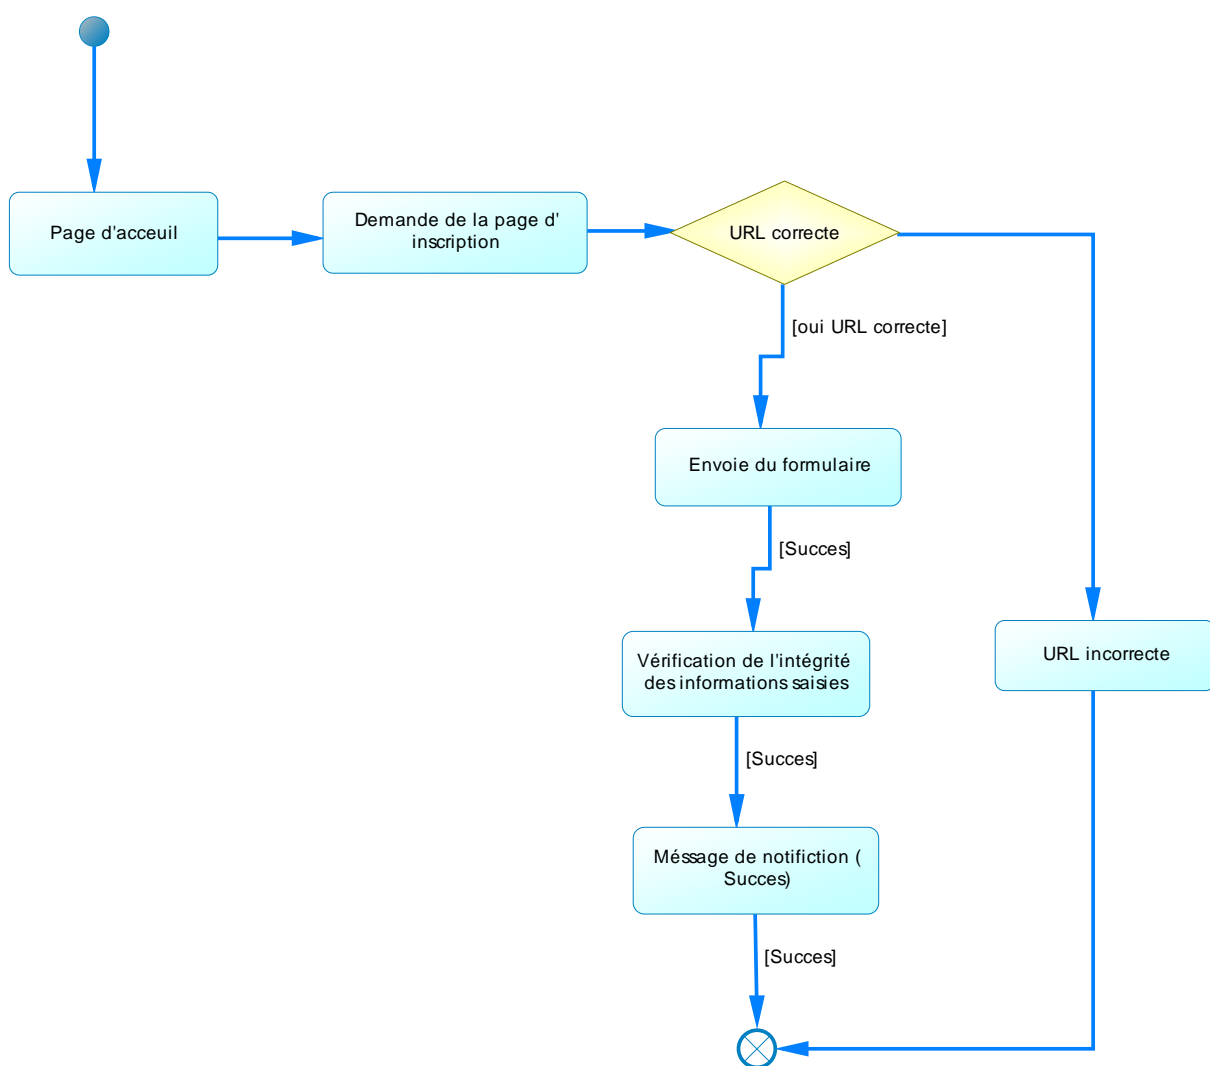 Page d'acceuil
Demande de la page d'
inscription
URL correcte
[oui URL correcte]
Envoie du formulaire
[Succes]
Vérification de l'intégrité
des informations saisies
URL incorrecte
[Succes]
Méssage de notifiction (
Succes)
[Succes]